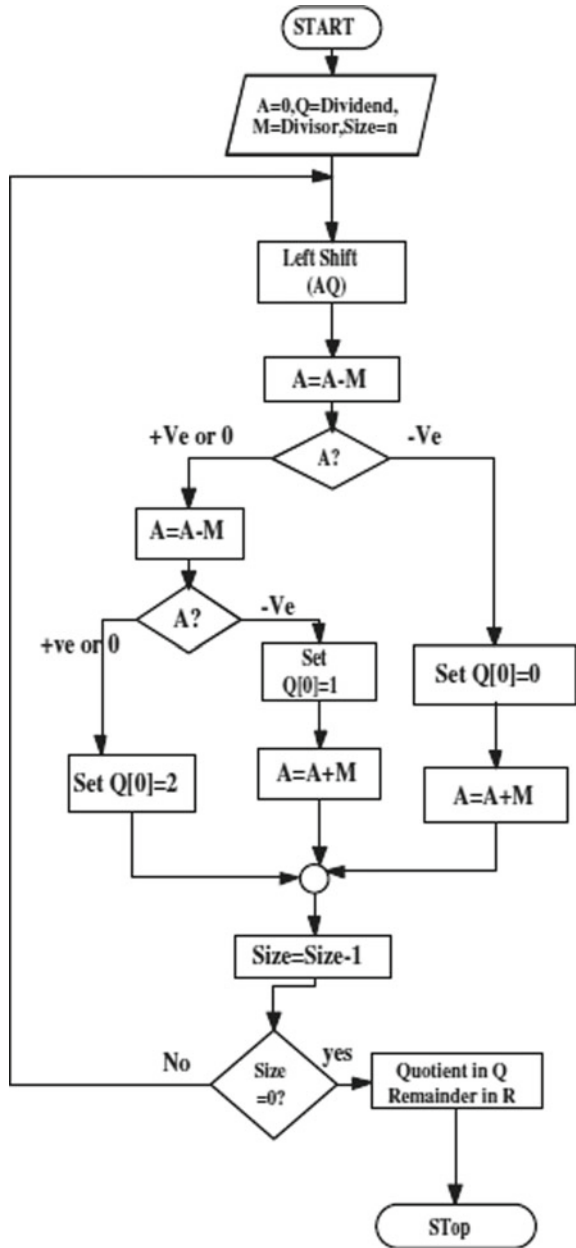 START
A=0,Q=Dividend,
M=Divisor,Size=n
Left Shift
(AQ)
A=A-M
+Ve or 0
A?
-Ve
A=A-M
A?
-Ve
+ve or 0
Set
Q[0]=1
Set Q[0]=0
Set Q[0]=2
A=A+M
A=A+M
Size=Size-1
No
Size
=0?
yes
Quotient in Q
Remainder in R
STop